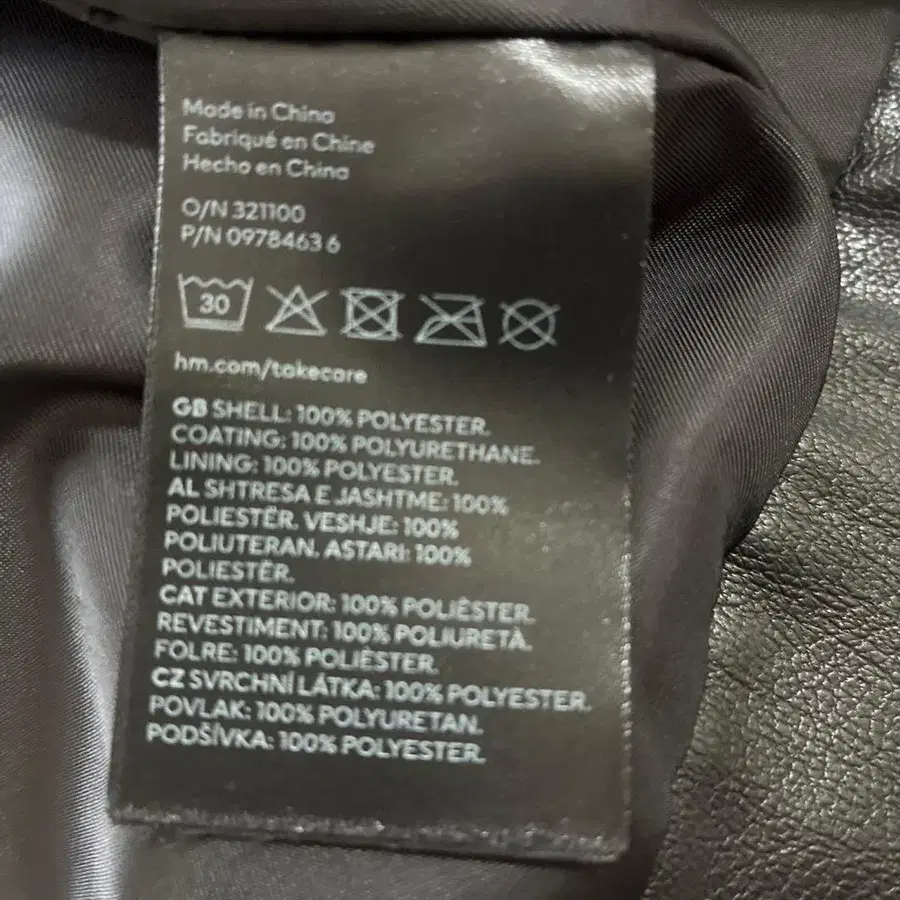 Made in China
Fabriqué en Chine
Hecho en China
O/N 321100
P/N 0978463 6
30
hm.com/takecare
GB SHELL: 100% POLYESTER.
COATING: 100% POLYURETHANE.
LINING: 100% POLYESTER.
AL SHTRESA E JASHTME: 100%
POLIESTËR. VESHJE: 100%
POLIUTERAN. ASTARI: 100%
POLIESTËR.
CAT EXTERIOR: 100% POLIÈSTER.
REVESTIMENT: 100% POLIURETÀ.
FOLRE: 100% POLIÈSTER.
CZ SVRCHNÍ LÁTKA: 100% POLYESTER.
POVLAK: 100% POLYURETAN.
PODŠÍVKA: 100% POLYESTER.